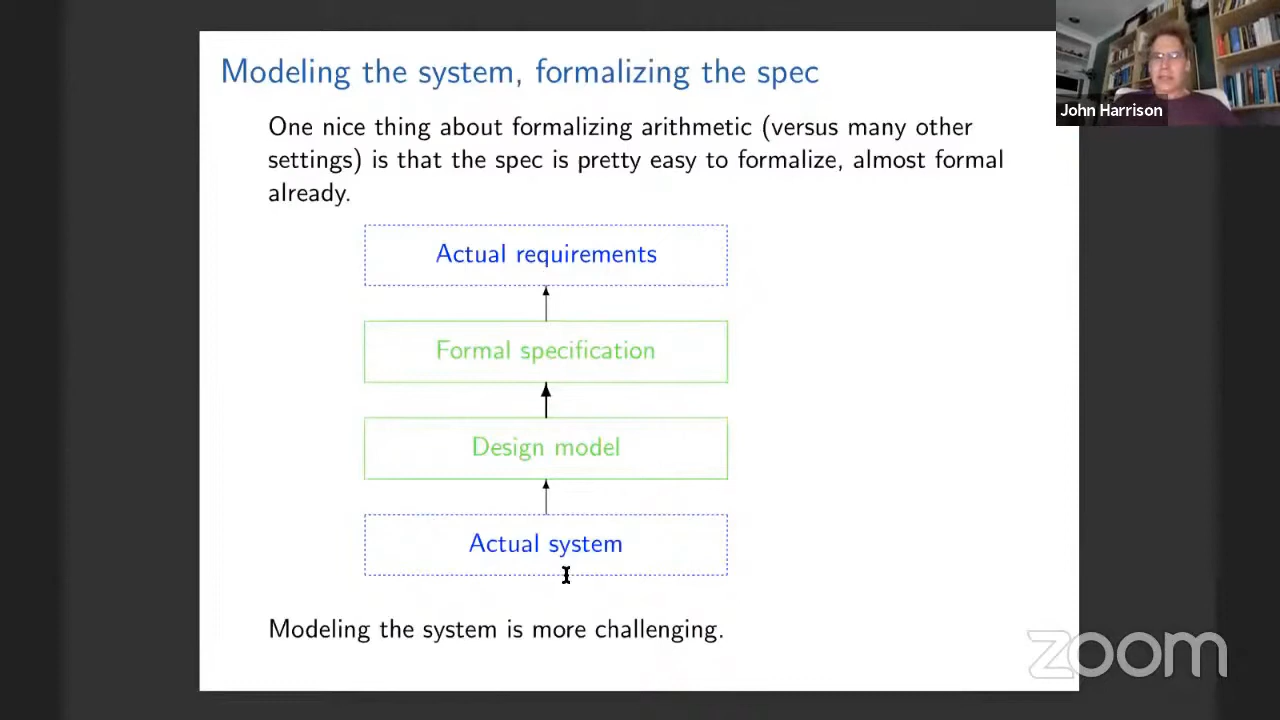 Modeling the system, formalizing the spec
John Harrison
One nice thing about formalizing arithmetic (versus many other
settings) is that the spec is pretty easy to formalize, almost formal
already.
Actual requirements
Formal specification
Design model
Actual system
Modeling the system is more challenging.
zoom